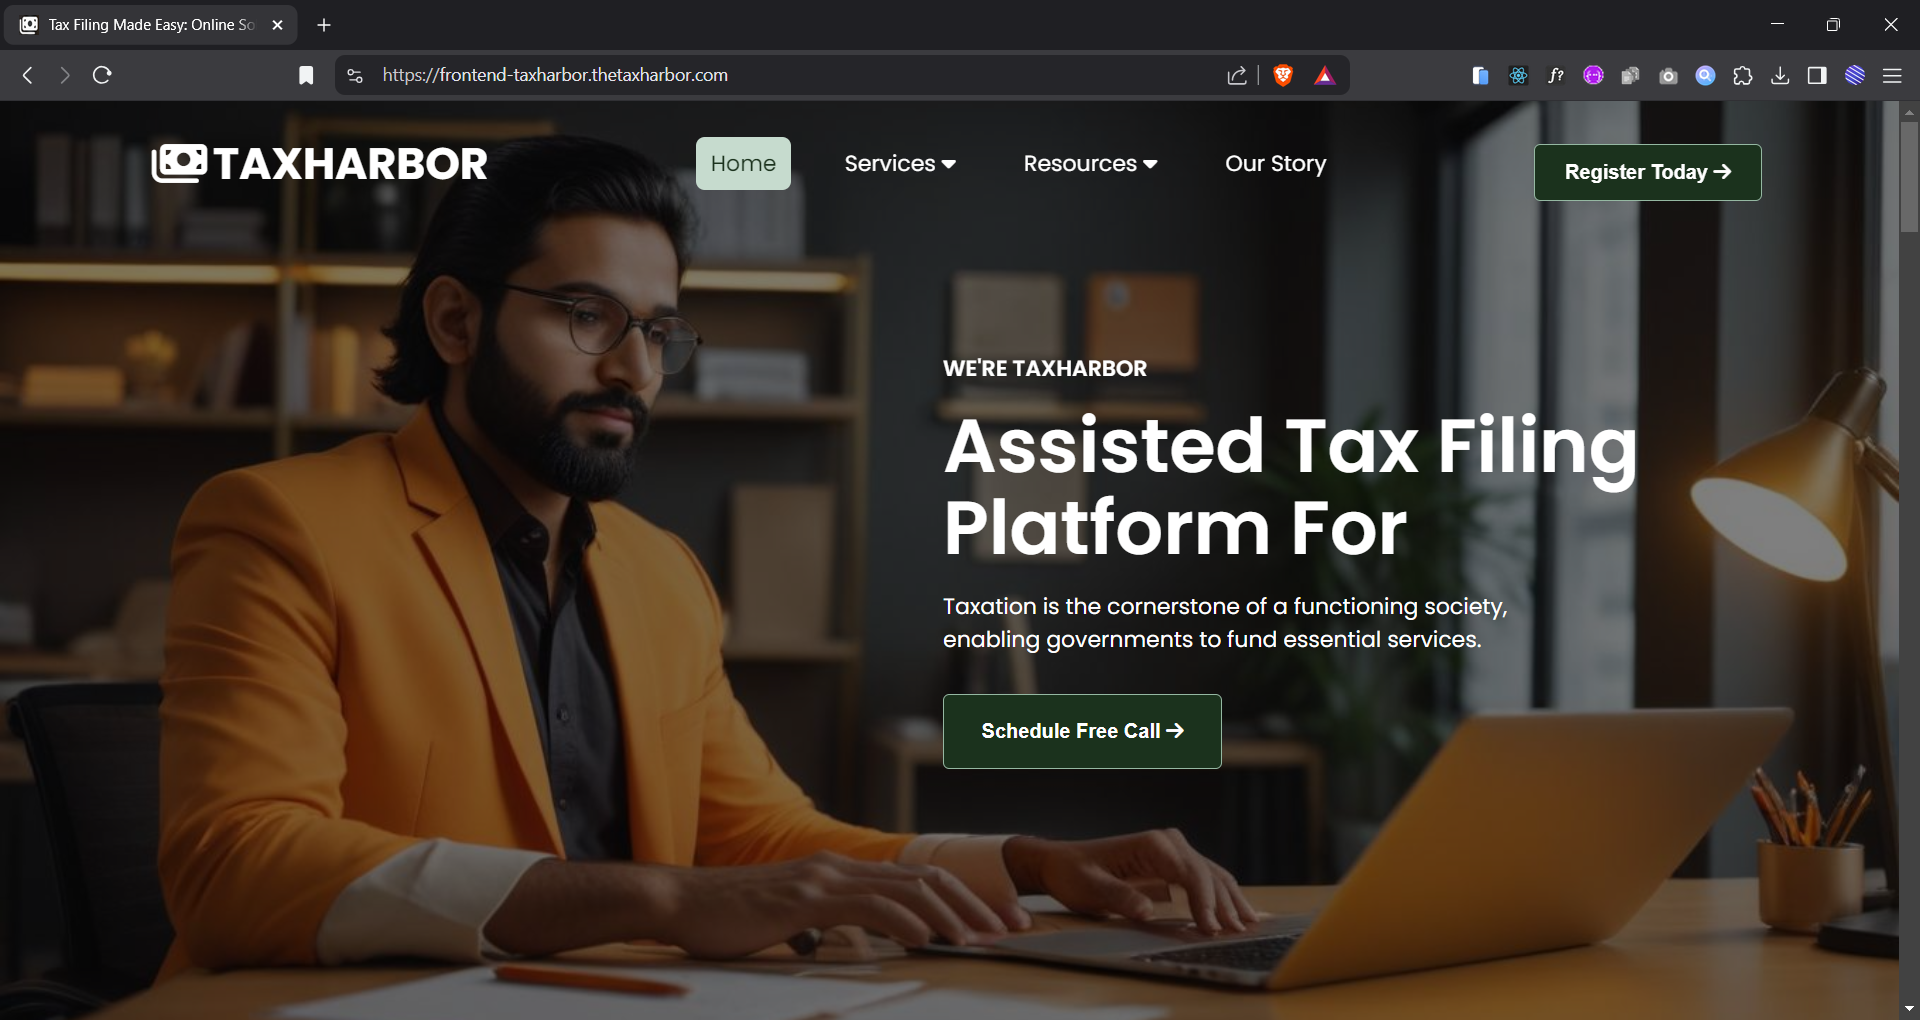 Tax Filing Made Easy: Online So
https://frontend-taxharbor.thetaxharbor.com
f?
TAXHARBOR
Home
Services
Resources
Our Story
Register Today →
WE'RE TAXHARBOR
Assisted Tax Filing
Platform For
Taxation is the cornerstone of a functioning society,
enabling governments to fund essential services.
Schedule Free Call →